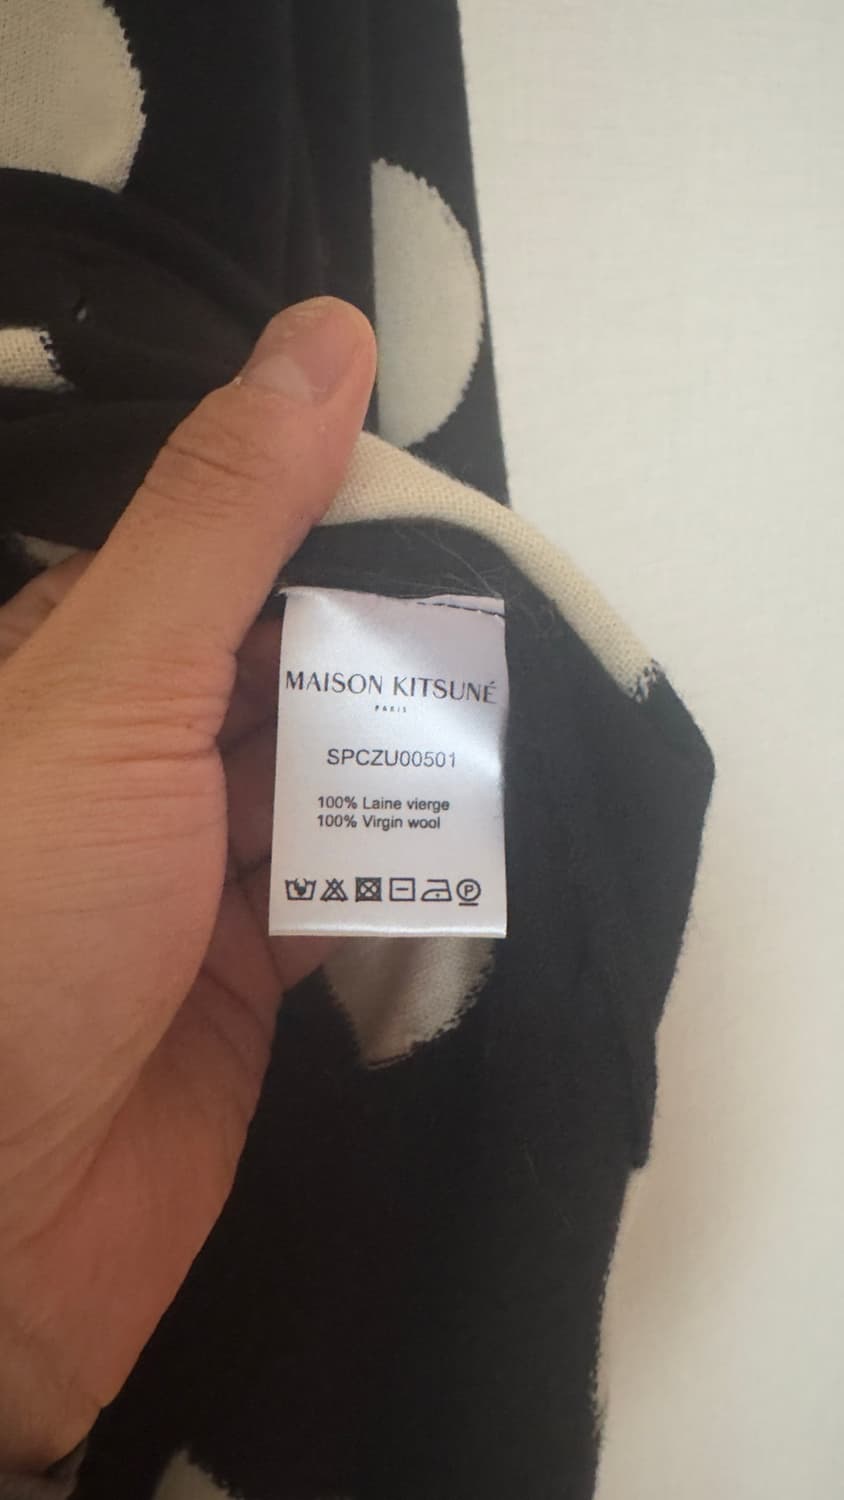 MAISON KITSUNÉ
PARIS
SPCZU00501
100% Laine vierge
100% Virgin wool
P